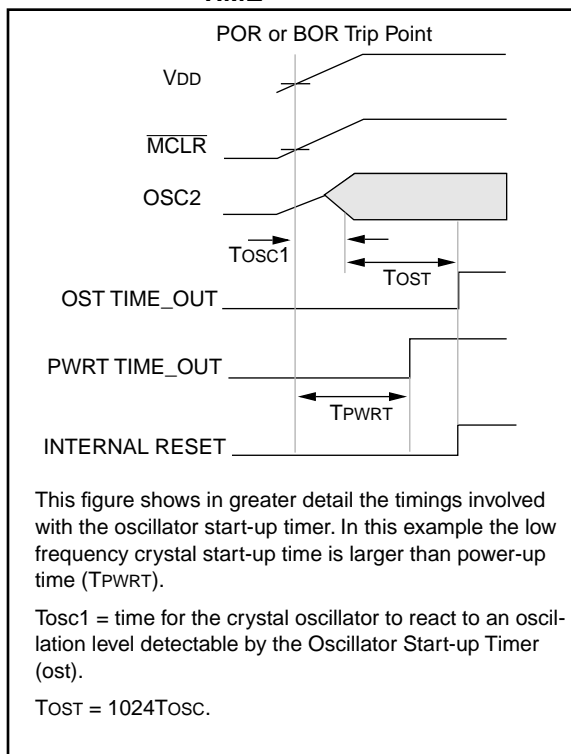 TIME
POR or BOR Trip Point
VDD
MCLR
OSC2
TOSC1
TOST
OST TIME_OUT
PWRT TIME_OUT
TPWRT
INTERNAL RESET
This figure shows in greater detail the timings involved
with the oscillator start-up timer. In this example the low
frequency crystal start-up time is larger than power-up
time (TPWRT).
Tosc1 = time for the crystal oscillator to react to an oscil-
lation level detectable by the Oscillator Start-up Timer
(ost).
TOST = 1024TOSC.